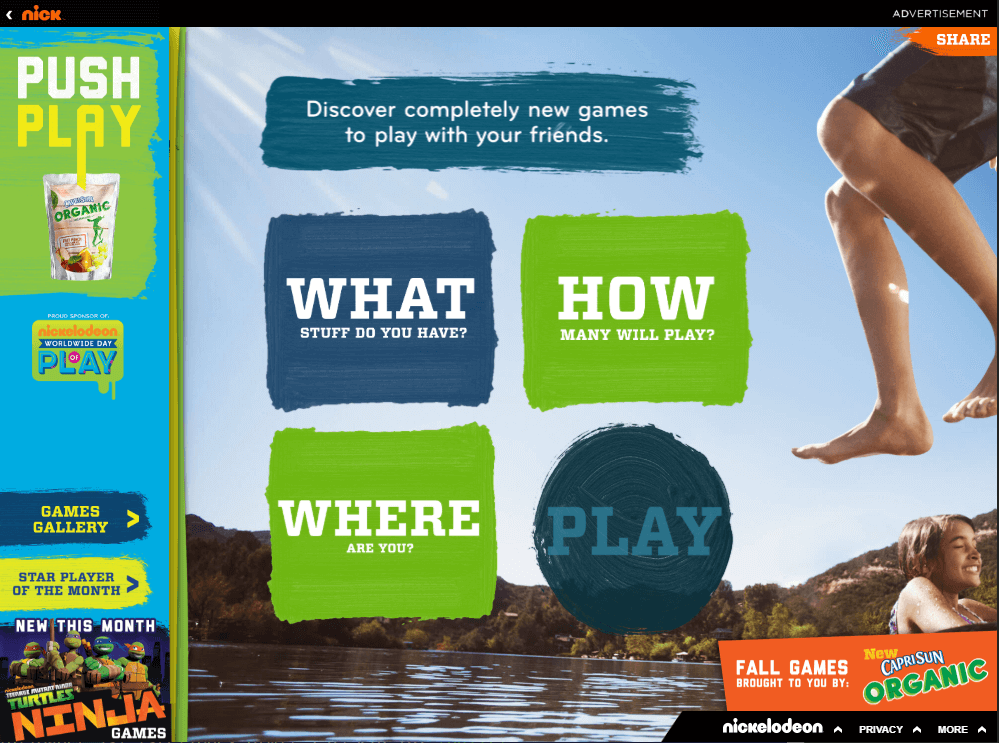 nick
ADVERTISEMENT
SHARE
PUSH
PLAY
ORGANIC
PROUD SPONSOR OF:
nickelodeon
WORLDWIDE DAY
OF
PLAY
GAMES
GALLERY
STAR PLAYER
OF THE MONTH
NEW THIS MONTH
nickelodeon
TEENAGE MUTANT NINJA
TURTLES
NINJA
GAMES
Discover completely new games
to play with your friends.
WHAT
STUFF DO YOU HAVE?
HOW
MANY WILL PLAY?
WHERE
ARE YOU?
PLAY
FALL GAMES
BROUGHT TO YOU BY:
New
CAPRI SUN
ORGANIC
nickelodeon
PRIVACY
MORE